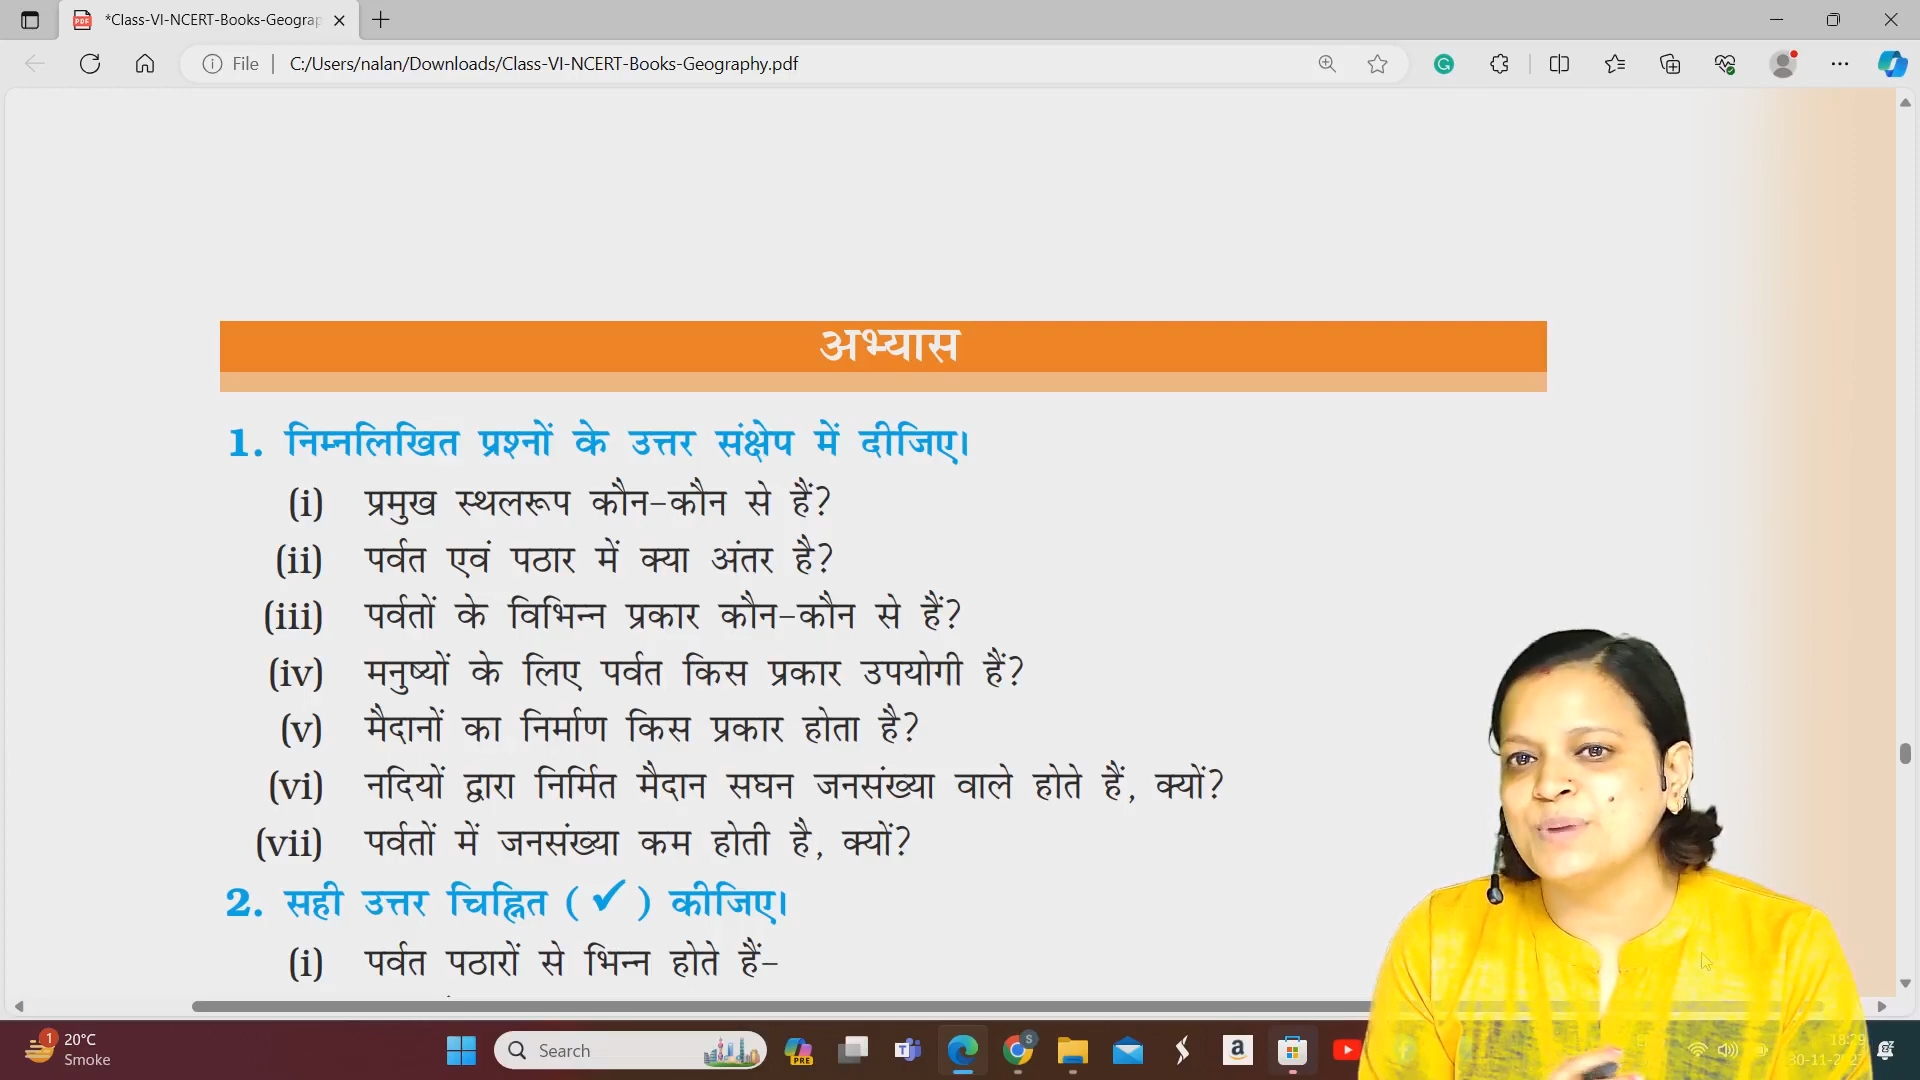 *Class-VI-NCERT-Books-Geograp
File
C:/Users/nalan/Downloads/Class-VI-NCERT-Books-Geography.pdf
अभ्यास
1. निम्नलिखित प्रश्नों के उत्तर संक्षेप में दीजिए।
(i) प्रमुख स्थलरूप कौन-कौन से हैं?
(ii) पर्वत एवं पठार में क्या अंतर है?
(iii) पर्वतों के विभिन्न प्रकार कौन-कौन से हैं?
(iv) मनुष्यों के लिए पर्वत किस प्रकार उपयोगी हैं?
(v) मैदानों का निर्माण किस प्रकार होता है?
(vi) नदियों द्वारा निर्मित मैदान सघन जनसंख्या वाले होते हैं, क्यों?
(vii) पर्वतों में जनसंख्या कम होती है, क्यों?
2. सही उत्तर चिह्नित (✓) कीजिए।
(i) पर्वत पठारों से भिन्न होते हैं-
1
20°C
Smoke
Search
PRE
S
a